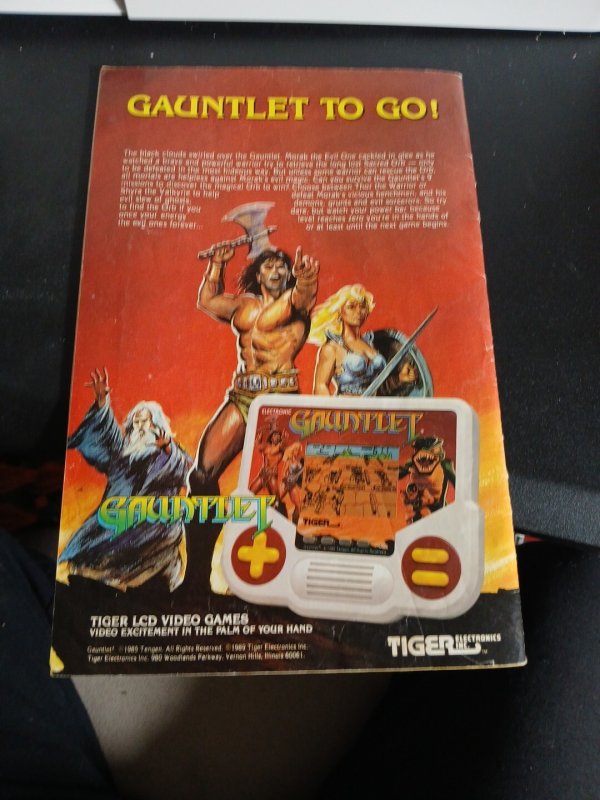 GAUNTLET TO GO!
The black clouds swirled over the Gauntlet. Morak the Evil One cackled in glee as he
watched a brave and powerful warrior try to retrieve the long lost Sacred Orb — only
to be defeated in the most hideous way. But unless some warrior can rescue the Orb,
all mortals are helpless against Morak's evil magic. Can you survive Gauntlet's
missions to discover the magical Orb to win? Choose between Thor the Warrior or
Thyra the Valkyrie to help defeat Morak's vicious henchmen and his
evil slew of ghosts, demons, grunts and evil sorcerers. So try
to find the Orb if you dare, but watch your power bar because
once your energy level reaches zero you're in the hands of
the evil ones forever... or at least until the next game begins.
ELECTRONIC
GAUNTLET
TIGER
GAUNTLET
TIGER LCD VIDEO GAMES
VIDEO EXCITEMENT IN THE PALM OF YOUR HAND
TIGER ELECTRONICS INC.™
Gauntlet® ©1989 Tengen. All Rights Reserved. ©1989 Tiger Electronics Inc.
Tiger Electronics Inc. 980 Woodlands Parkway, Vernon Hills, Illinois 60061.